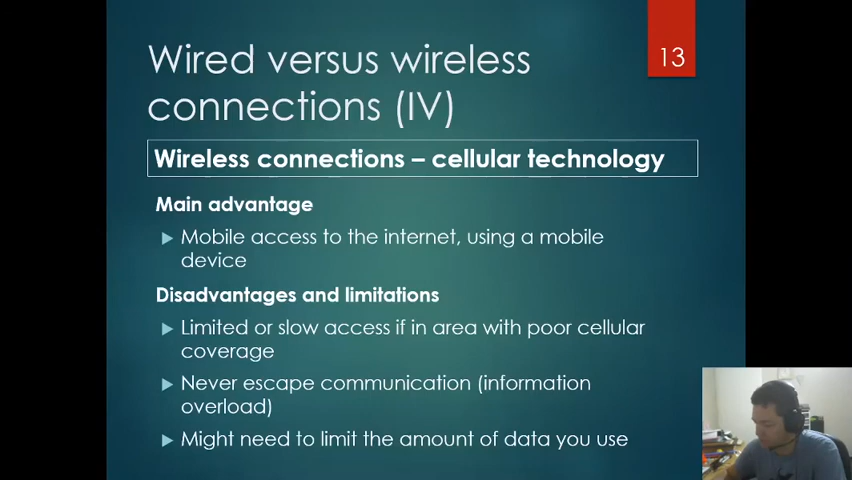 Wired versus wireless
connections (IV)
13
Wireless connections – cellular technology
Main advantage
Mobile access to the internet, using a mobile
device
Disadvantages and limitations
Limited or slow access if in area with poor cellular
coverage
Never escape communication (information
overload)
Might need to limit the amount of data you use